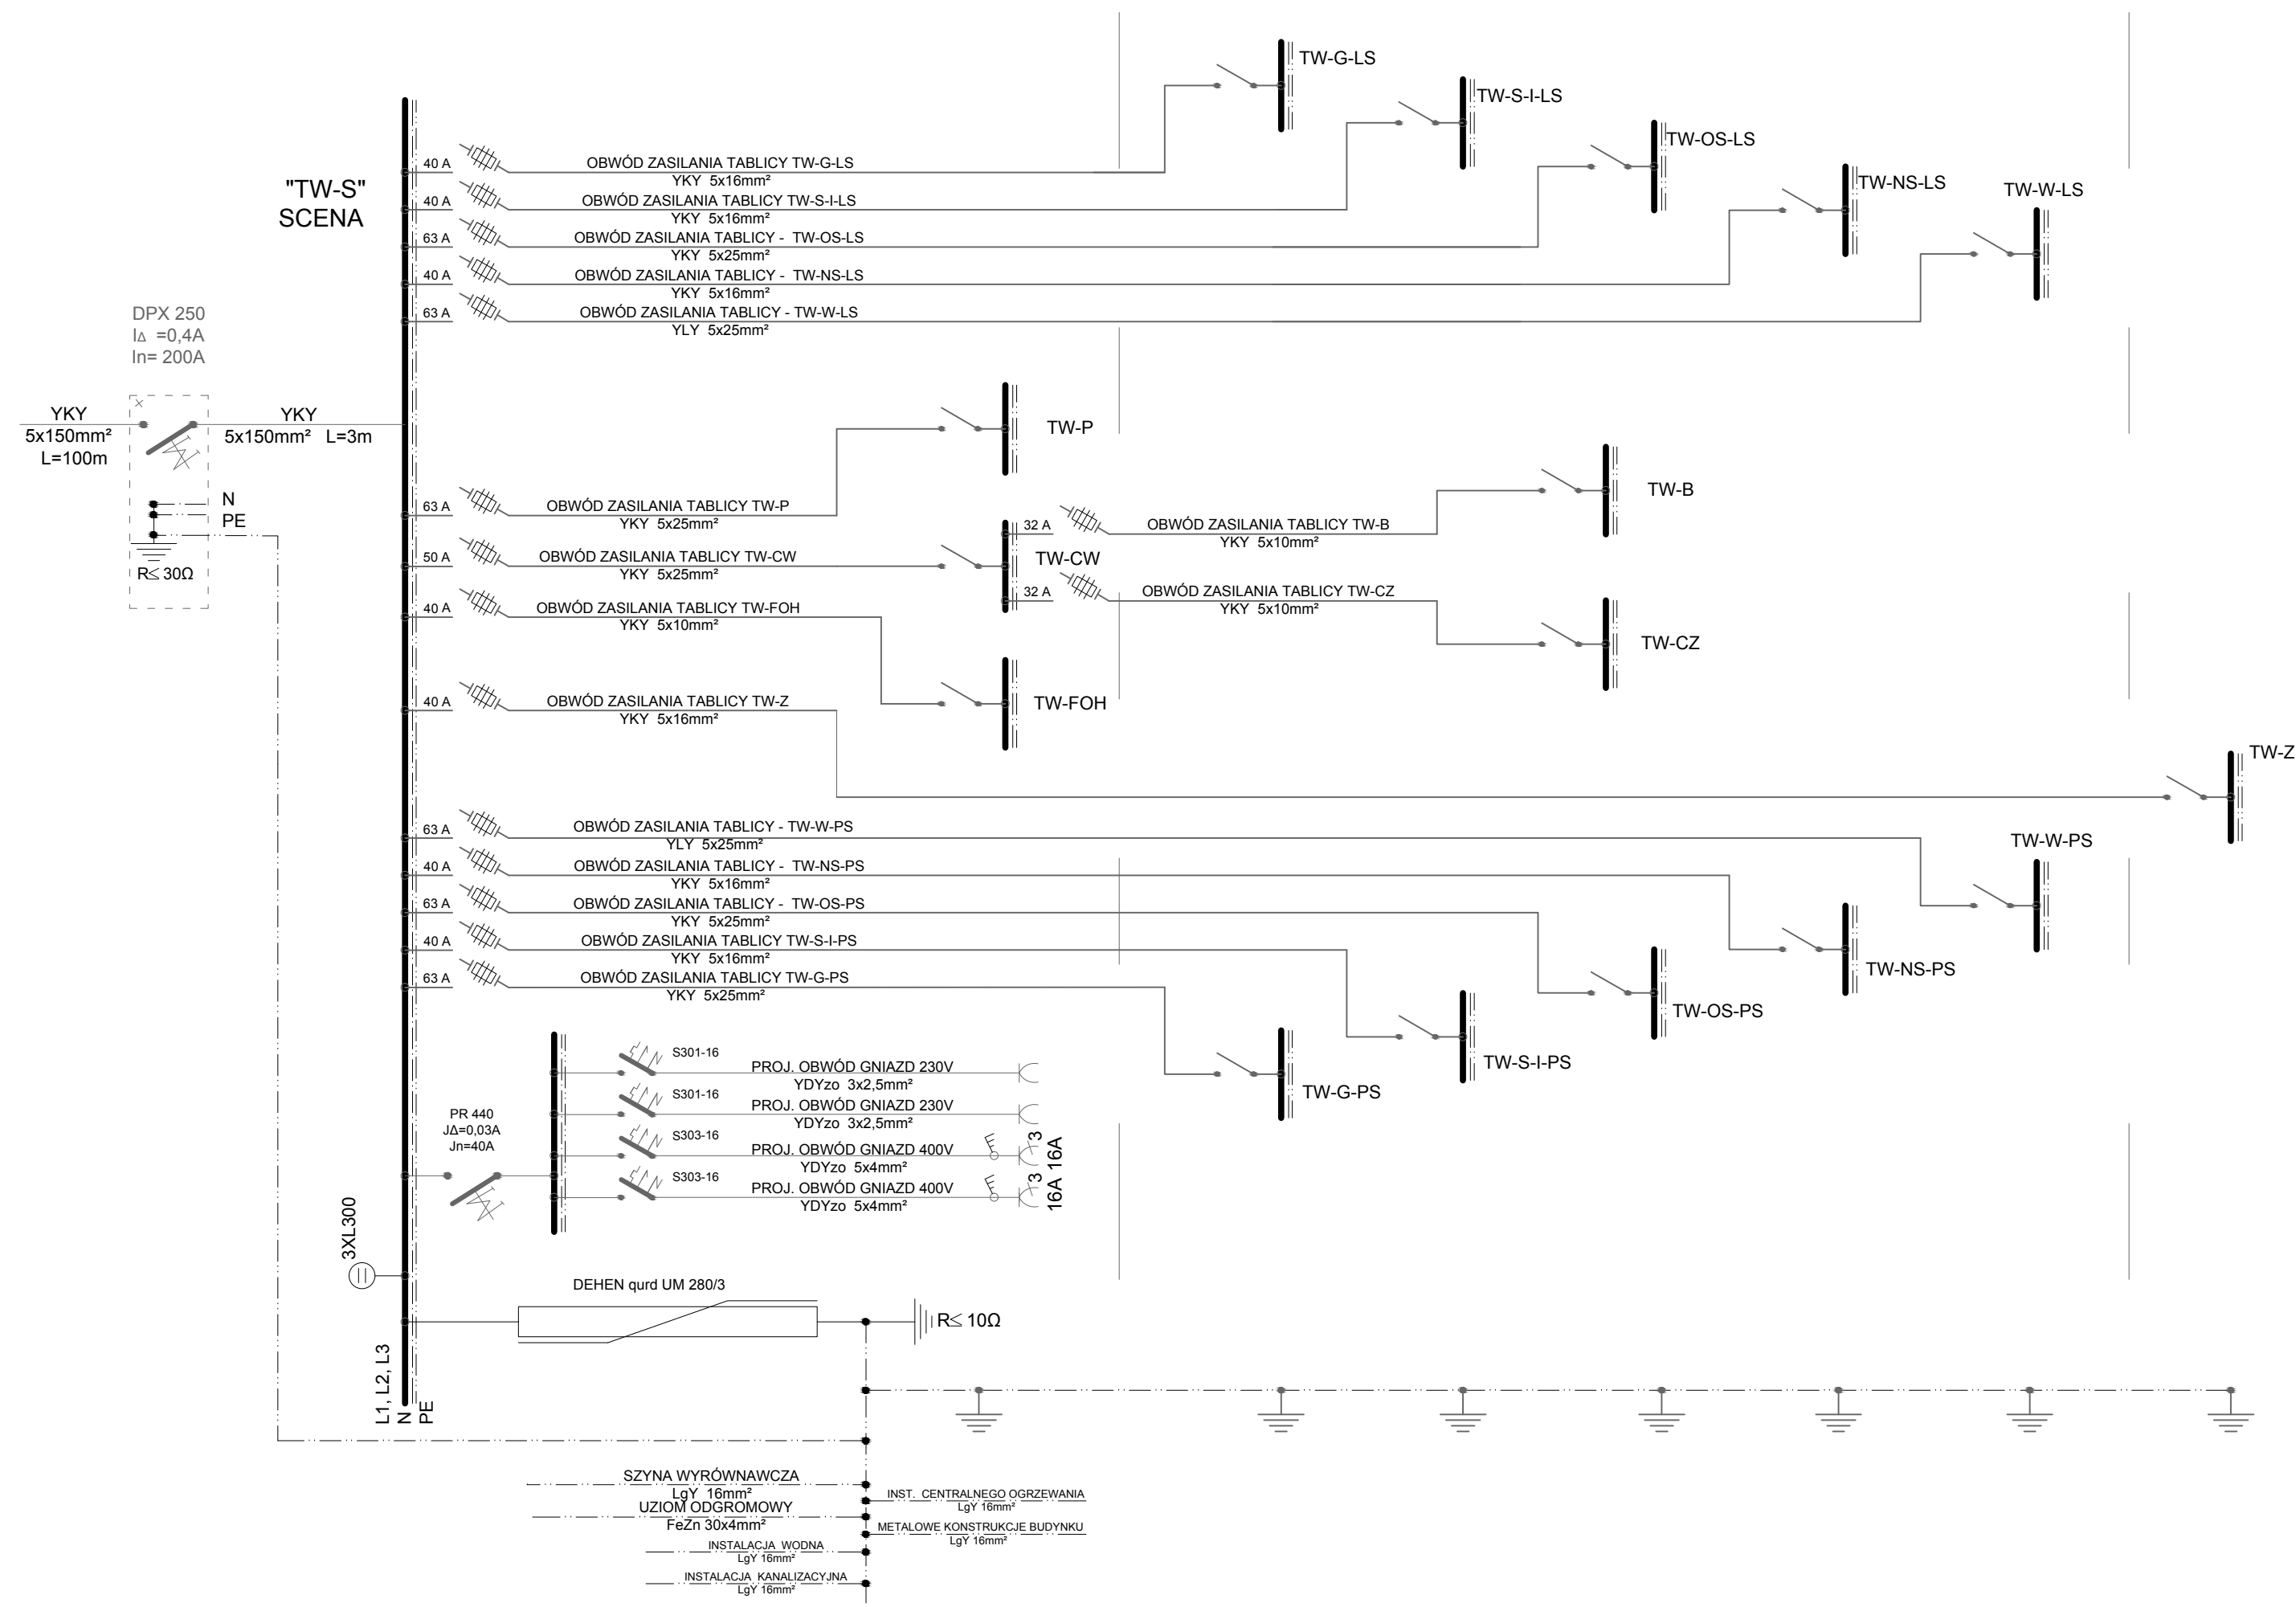 "TW-S"
SCENA
DPX 250
I∆ =0,4A
In= 200A
YKY
5x150mm²
L=100m
YKY
5x150mm² L=3m
N
PE
R≤ 30Ω
40 A
OBWÓD ZASILANIA TABLICY TW-G-LS
YKY 5x16mm²
TW-G-LS
40 A
OBWÓD ZASILANIA TABLICY TW-S-I-LS
YKY 5x16mm²
TW-S-I-LS
63 A
OBWÓD ZASILANIA TABLICY - TW-OS-LS
YKY 5x25mm²
TW-OS-LS
40 A
OBWÓD ZASILANIA TABLICY - TW-NS-LS
YKY 5x16mm²
TW-NS-LS
63 A
OBWÓD ZASILANIA TABLICY - TW-W-LS
YLY 5x25mm²
TW-W-LS
63 A
OBWÓD ZASILANIA TABLICY TW-P
YKY 5x25mm²
TW-P
50 A
OBWÓD ZASILANIA TABLICY TW-CW
YKY 5x25mm²
TW-CW
32 A
OBWÓD ZASILANIA TABLICY TW-B
YKY 5x10mm²
TW-B
32 A
OBWÓD ZASILANIA TABLICY TW-CZ
YKY 5x10mm²
TW-CZ
40 A
OBWÓD ZASILANIA TABLICY TW-FOH
YKY 5x10mm²
TW-FOH
40 A
OBWÓD ZASILANIA TABLICY TW-Z
YKY 5x16mm²
TW-Z
63 A
OBWÓD ZASILANIA TABLICY - TW-W-PS
YLY 5x25mm²
TW-W-PS
40 A
OBWÓD ZASILANIA TABLICY - TW-NS-PS
YKY 5x16mm²
TW-NS-PS
63 A
OBWÓD ZASILANIA TABLICY - TW-OS-PS
YKY 5x25mm²
TW-OS-PS
40 A
OBWÓD ZASILANIA TABLICY TW-S-I-PS
YKY 5x16mm²
TW-S-I-PS
63 A
OBWÓD ZASILANIA TABLICY TW-G-PS
YKY 5x25mm²
TW-G-PS
PR 440
J∆=0,03A
Jn=40A
S301-16
PROJ. OBWÓD GNIAZD 230V
YDYzo 3x2,5mm²
S301-16
PROJ. OBWÓD GNIAZD 230V
YDYzo 3x2,5mm²
S303-16
PROJ. OBWÓD GNIAZD 400V
YDYzo 5x4mm²
3
16A
S303-16
PROJ. OBWÓD GNIAZD 400V
YDYzo 5x4mm²
3
16A
3XL300
DEHEN qurd UM 280/3
R≤ 10Ω
L1, L2, L3
N
PE
SZYNA WYRÓWNAWCZA
LgY 16mm²
INST. CENTRALNEGO OGRZEWANIA
LgY 16mm²
UZIOM ODGROMOWY
FeZn 30x4mm²
METALOWE KONSTRUKCJE BUDYNKU
LgY 16mm²
INSTALACJA WODNA
LgY 16mm²
INSTALACJA KANALIZACYJNA
LgY 16mm²